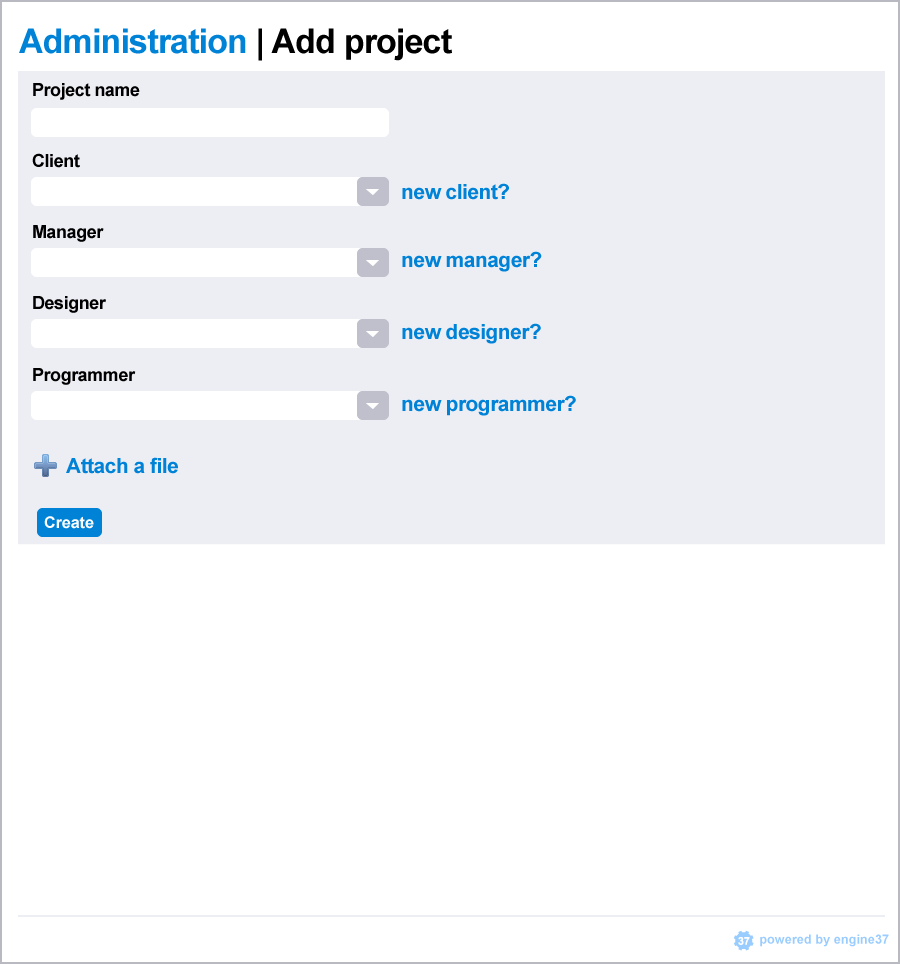 Administration | Add project
Project name
Client
new client?
Manager
new manager?
Designer
new designer?
Programmer
new programmer?
Attach a file
Create
37 powered by engine37